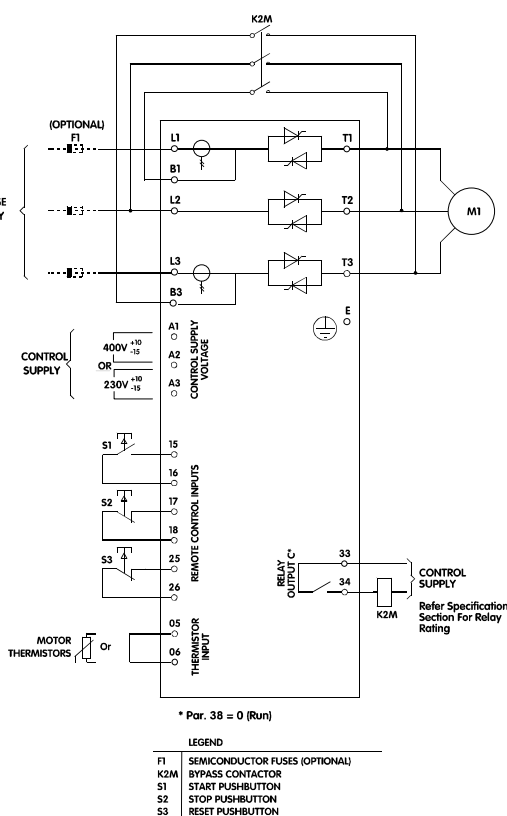 K2M
(OPTIONAL)
F1
L1
T1
B1
L2
T2
M1
L3
T3
B3
E
A1
400V +10 -15
A2
CONTROL SUPPLY
OR
230V +10 -15
A3
CONTROL SUPPLY VOLTAGE
S1
15
16
S2
17
18
S3
25
26
REMOTE CONTROL INPUTS
RELAY OUTPUT C*
33
34
K2M
CONTROL
SUPPLY
Refer Specification
Section For Relay
Rating
MOTOR
THERMISTORS
Or
05
06
THERMISTOR INPUT
* Par. 38 = 0 (Run)
LEGEND
F1 SEMICONDUCTOR FUSES (OPTIONAL)
K2M BYPASS CONTACTOR
S1 START PUSHBUTTON
S2 STOP PUSHBUTTON
S3 RESET PUSHBUTTON